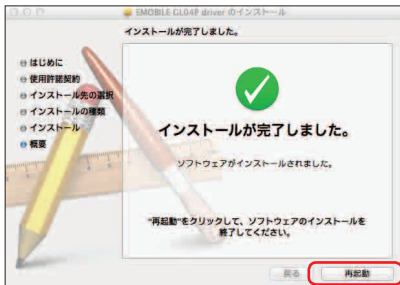 EMOBILE GL04P driver のインストール
インストールが完了しました。
はじめに
使用許諾契約
インストール先の選択
インストールの種類
インストール
概要
インストールが完了しました。
ソフトウェアがインストールされました。
"再起動"をクリックして、ソフトウェアのインストールを
終了してください。
戻る
再起動